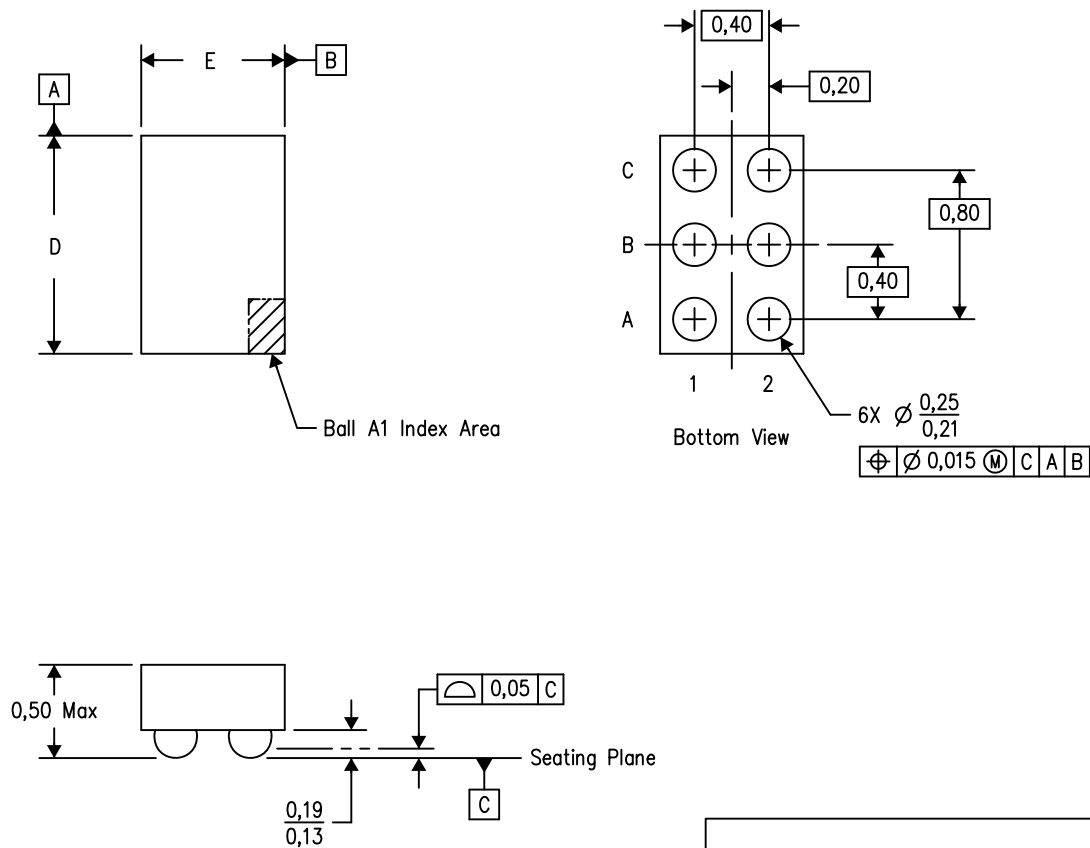 0,40
E
B
A
0,20
C
D
B
0,80
0,40
A
1
2
Ball A1 Index Area
Bottom View
6X Ø 0,25
0,21
⌖ Ø 0,015 Ⓜ C A B
0,50 Max
⌓ 0,05 C
Seating Plane
C
0,19
0,13